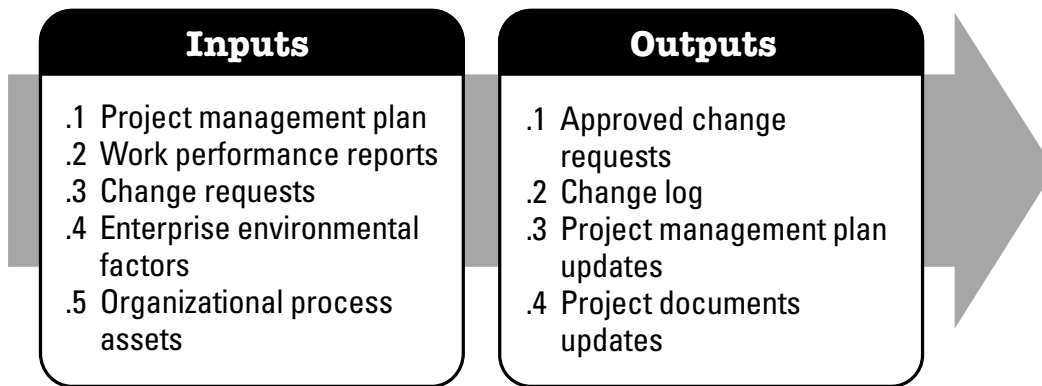 Inputs
.1 Project management plan
.2 Work performance reports
.3 Change requests
.4 Enterprise environmental
factors
.5 Organizational process
assets
Outputs
.1 Approved change
requests
.2 Change log
.3 Project management plan
updates
.4 Project documents
updates